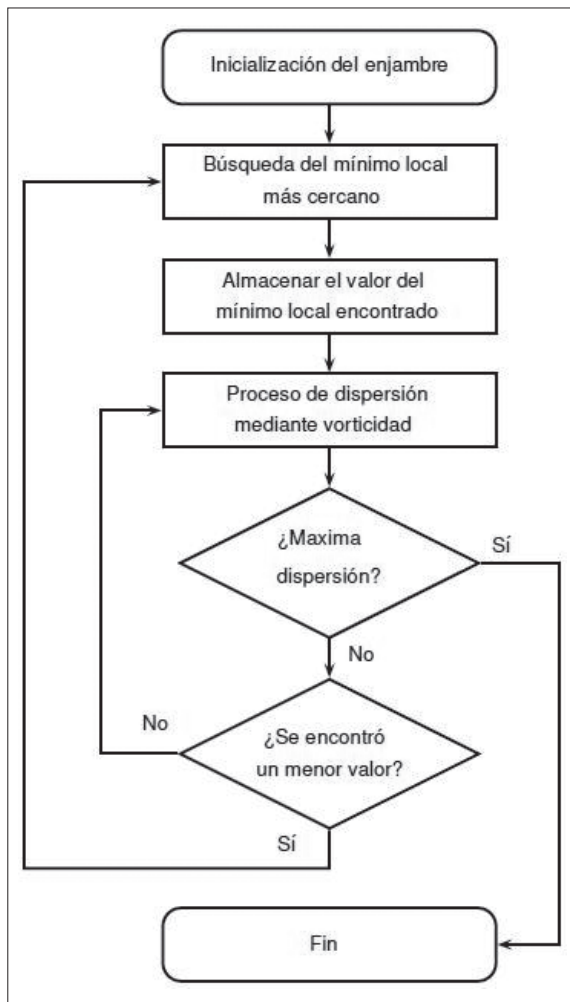 Inicialización del enjambre
Búsqueda del mínimo local
más cercano
Almacenar el valor del
mínimo local encontrado
Proceso de dispersión
mediante vorticidad
¿Maxima
dispersión?
Sí
No
¿Se encontró
un menor valor?
No
Sí
Fin